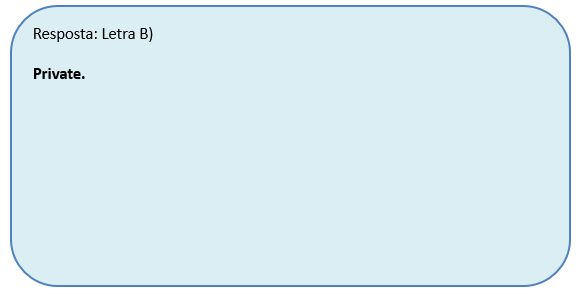 Resposta: Letra B)
Private.